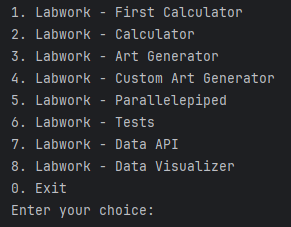 1. Labwork - First Calculator
2. Labwork - Calculator
3. Labwork - Art Generator
4. Labwork - Custom Art Generator
5. Labwork - Parallelepiped
6. Labwork - Tests
7. Labwork - Data API
8. Labwork - Data Visualizer
0. Exit
Enter your choice: